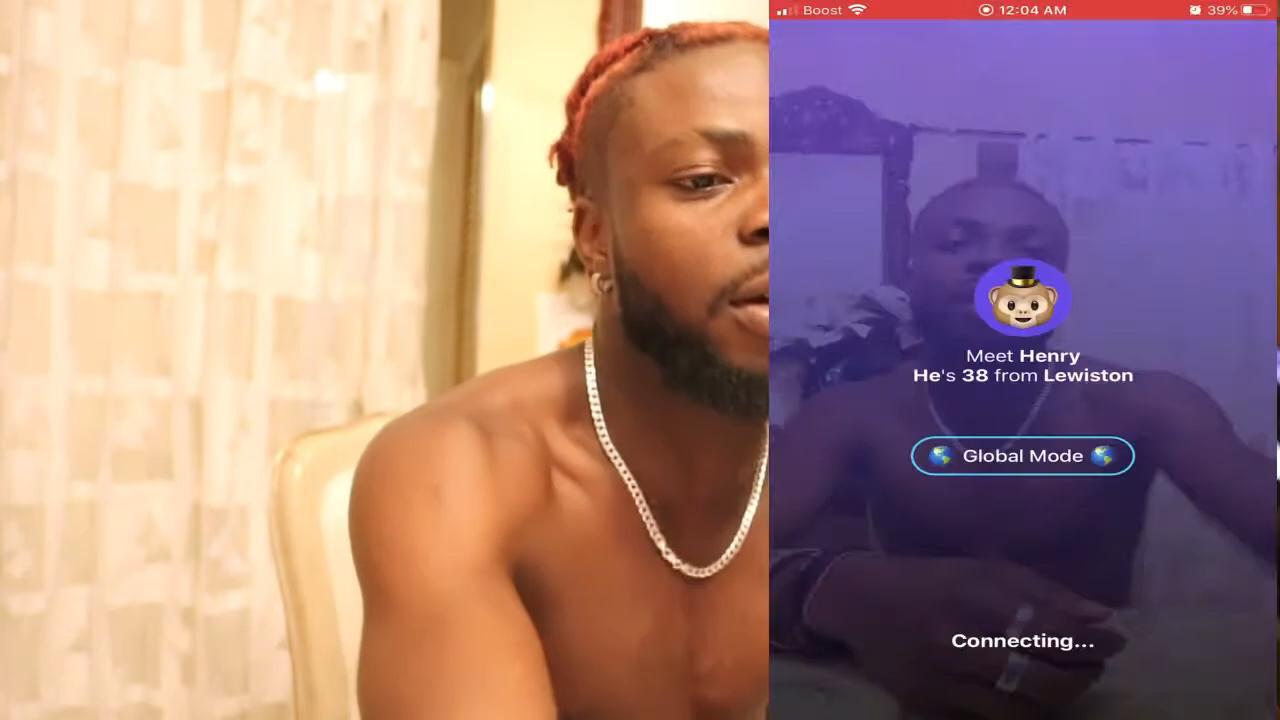 Boost 12:04 AM 39%
Meet Henry
He's 38 from Lewiston
Global Mode
Connecting...